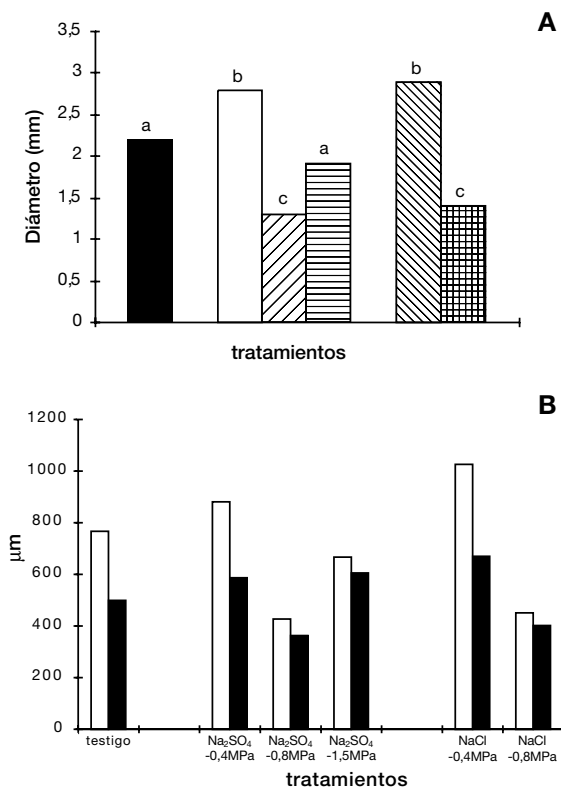 A
3,5
3
2,5
2
1,5
1
0,5
0
Diámetro (mm)
a
b
c
a
b
c
tratamientos
B
1200
1000
800
600
400
200
0
μm
testigo
Na₂SO₄
-0,4MPa
Na₂SO₄
-0,8MPa
Na₂SO₄
-1,5MPa
NaCl
-0,4MPa
NaCl
-0,8MPa
tratamientos